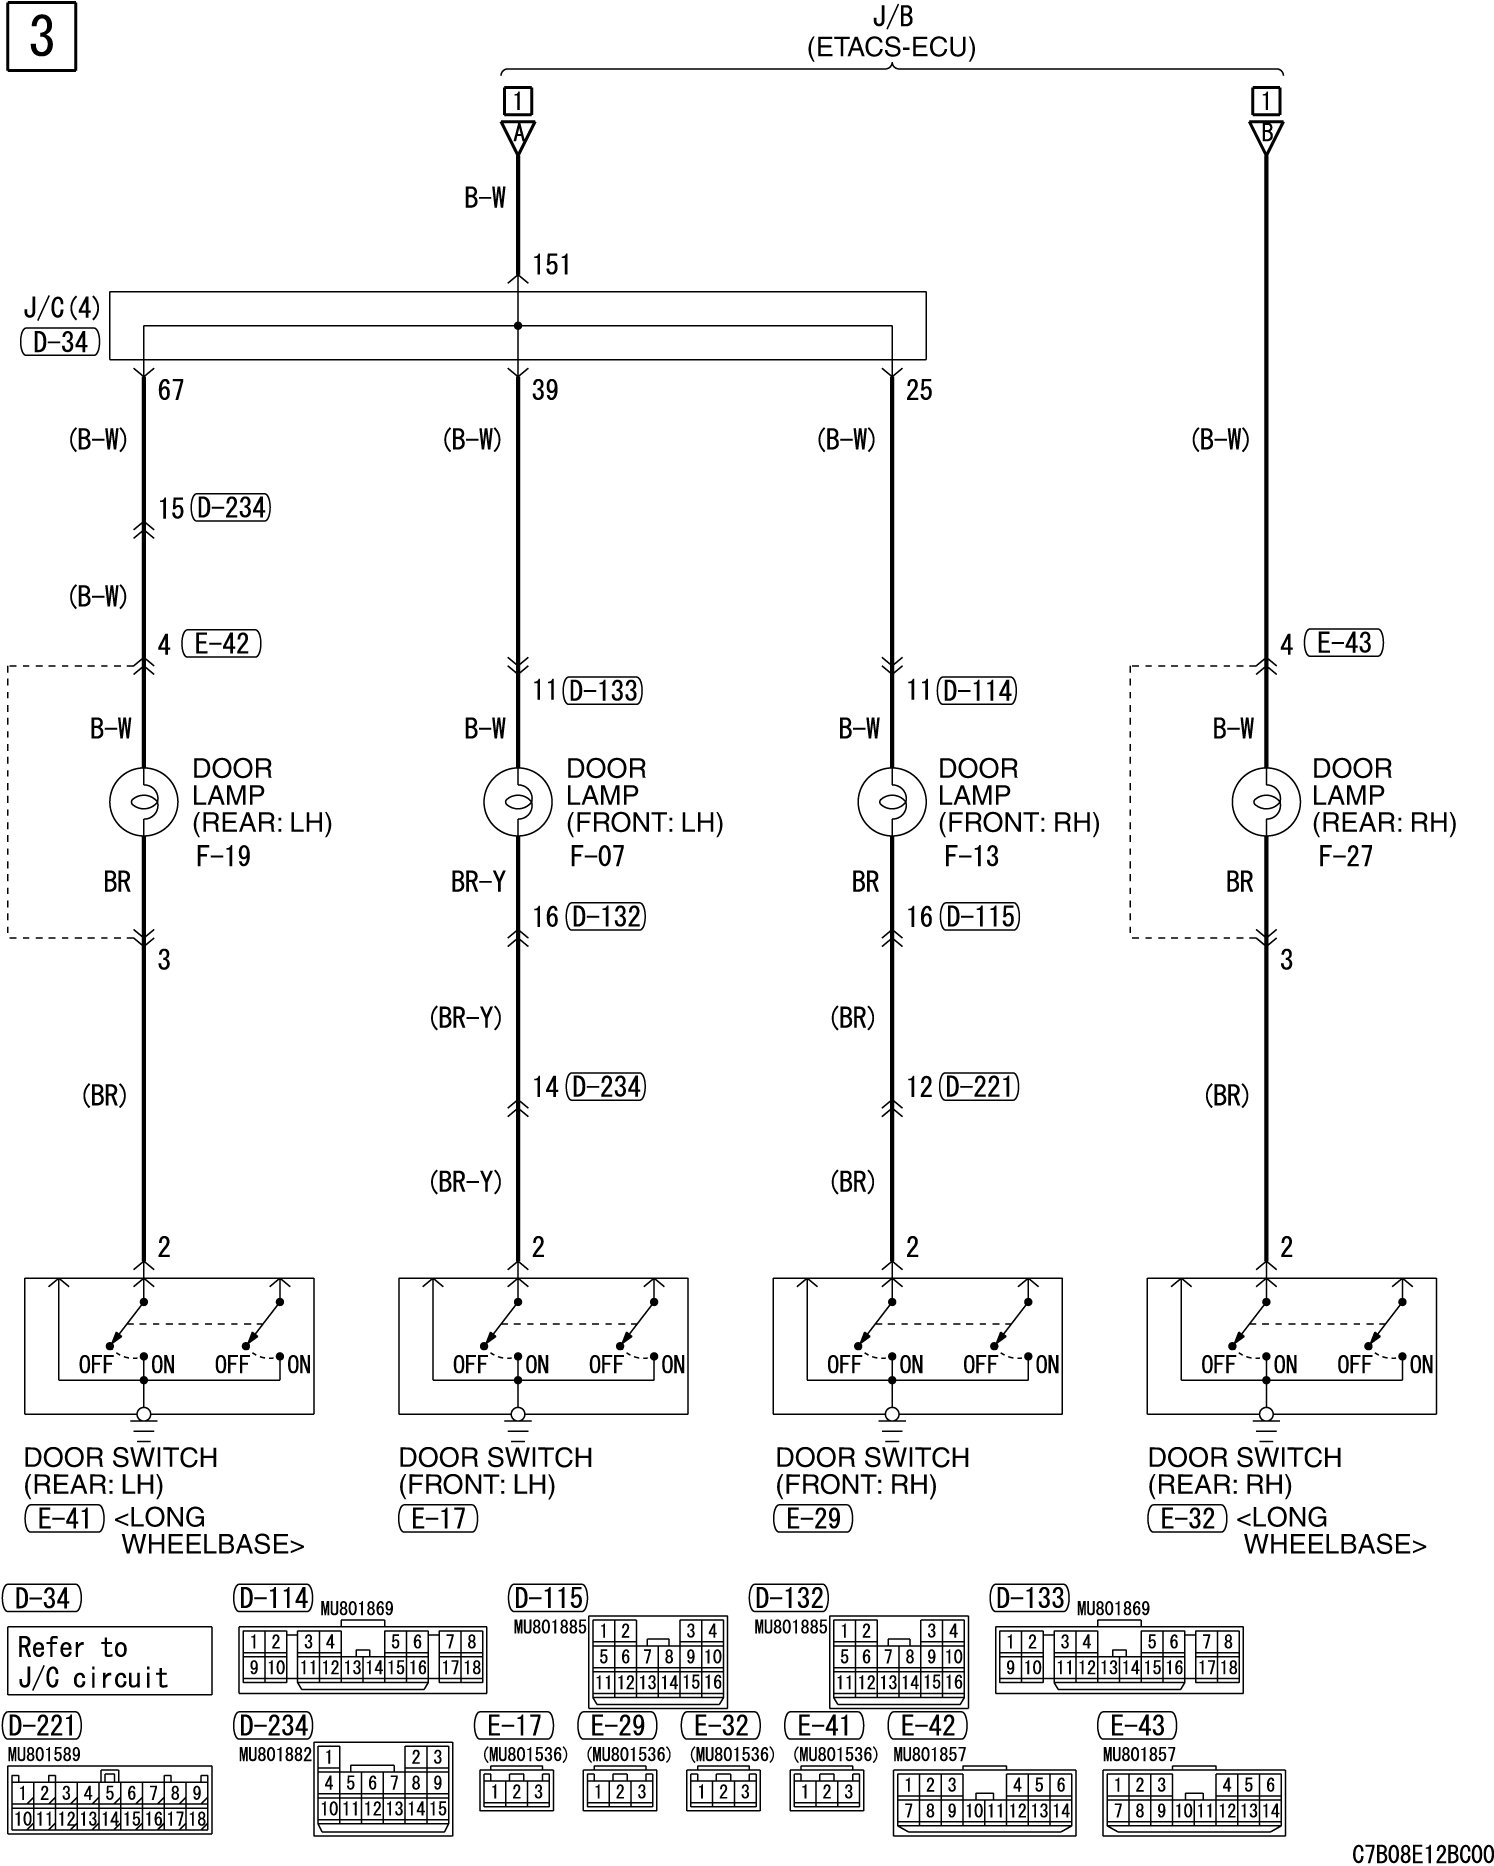 3
J/B
(ETACS-ECU)
1
1
A
B
B-W
151
J/C(4)
D-34
67
39
25
(B-W)
(B-W)
(B-W)
(B-W)
15 D-234
(B-W)
4 E-42
4 E-43
11 D-133
11 D-114
B-W
B-W
B-W
B-W
DOOR
LAMP
(REAR: LH)
F-19
DOOR
LAMP
(FRONT: LH)
F-07
DOOR
LAMP
(FRONT: RH)
F-13
DOOR
LAMP
(REAR: RH)
F-27
BR
BR-Y
BR
BR
16 D-132
16 D-115
3
3
(BR-Y)
(BR)
(BR)
14 D-234
12 D-221
(BR)
(BR-Y)
(BR)
2
2
2
2
OFF ON OFF ON
OFF ON OFF ON
OFF ON OFF ON
OFF ON OFF ON
DOOR SWITCH
(REAR: LH)
E-41 <LONG
WHEELBASE>
DOOR SWITCH
(FRONT: LH)
E-17
DOOR SWITCH
(FRONT: RH)
E-29
DOOR SWITCH
(REAR: RH)
E-32 <LONG
WHEELBASE>
D-34
Refer to
J/C circuit
D-114
MU801869
1 2 3 4 5 6 7 8
9 10 11 12 13 14 15 16 17 18
D-115
MU801885
1 2 3 4
5 6 7 8 9 10
11 12 13 14 15 16
D-132
MU801885
1 2 3 4
5 6 7 8 9 10
11 12 13 14 15 16
D-133
MU801869
1 2 3 4 5 6 7 8
9 10 11 12 13 14 15 16 17 18
D-221
MU801589
1 2 3 4 5 6 7 8 9
10 11 12 13 14 15 16 17 18
D-234
MU801882
1 2 3
4 5 6 7 8 9
10 11 12 13 14 15
E-17
(MU801536)
1 2 3
E-29
(MU801536)
1 2 3
E-32
(MU801536)
1 2 3
E-41
(MU801536)
1 2 3
E-42
MU801857
1 2 3 4 5 6
7 8 9 10 11 12 13 14
E-43
MU801857
1 2 3 4 5 6
7 8 9 10 11 12 13 14
C7B08E12BC00